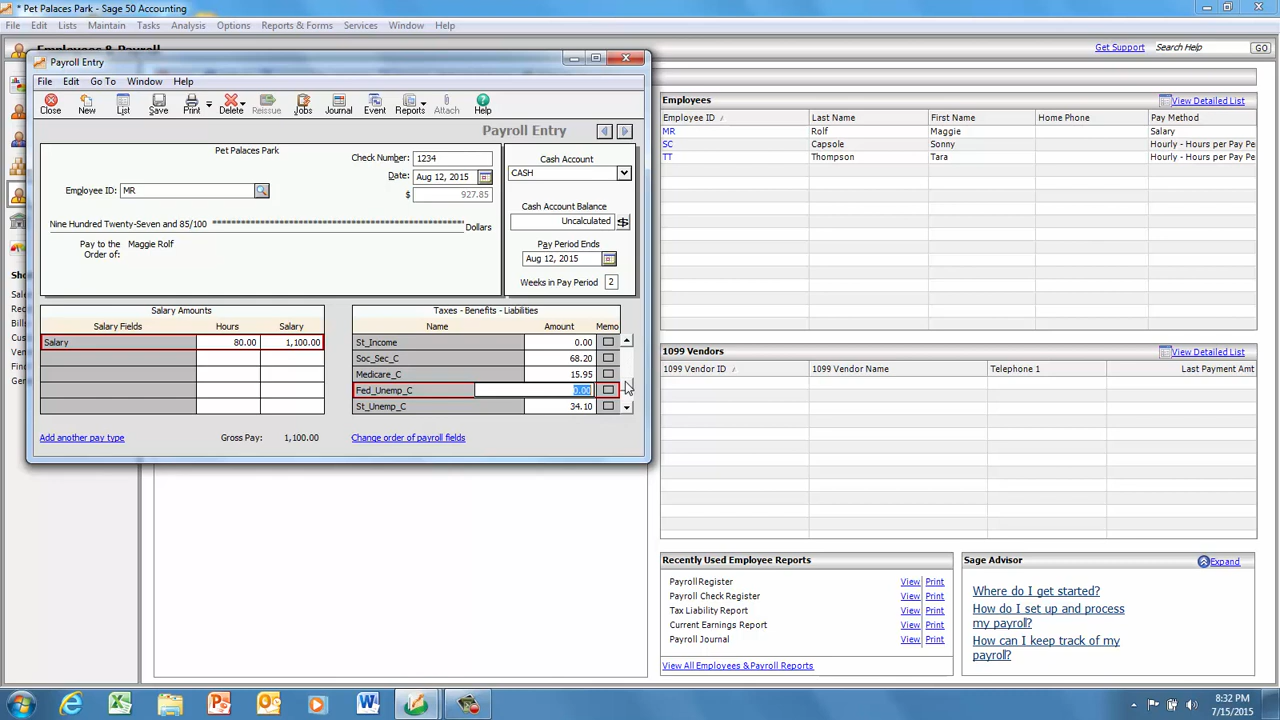 * Pet Palaces Park - Sage 50 Accounting
File Edit Lists Maintain Tasks Analysis Options Reports & Forms Services Window Help
Employees & Payroll
Get Support Search Help GO
Payroll Entry
File Edit Go To Window Help
Close New List Save Print Delete Reissue Jobs Journal Event Reports Attach Help
Payroll Entry
Pet Palaces Park
Check Number: 1234
Date: Aug 12, 2015
$ 927.85
Employee ID: MR
Nine Hundred Twenty-Seven and 85/100 **************************************************** Dollars
Pay to the Order of: Maggie Rolf
Cash Account
CASH
Cash Account Balance
Uncalculated
Pay Period Ends
Aug 12, 2015
Weeks in Pay Period 2
Salary Amounts
Salary Fields Hours Salary
Salary 80.00 1,100.00
Taxes - Benefits - Liabilities
Name Amount Memo
St_Income 0.00
Soc_Sec_C 68.20
Medicare_C 15.95
Fed_Unemp_C 0.00
St_Unemp_C 34.10
Add another pay type Gross Pay: 1,100.00 Change order of payroll fields
Employees View Detailed List
Employee ID / Last Name First Name Home Phone Pay Method
MR Rolf Maggie Salary
SC Capsole Sonny Hourly - Hours per Pay Pe
TT Thompson Tara Hourly - Hours per Pay Pe
1099 Vendors View Detailed List
1099 Vendor ID / 1099 Vendor Name Telephone 1 Last Payment Amt
Recently Used Employee Reports
Payroll Register View Print
Payroll Check Register View Print
Tax Liability Report View Print
Current Earnings Report View Print
Payroll Journal View Print
View All Employees & Payroll Reports
Sage Advisor Expand
Where do I get started?
How do I set up and process
my payroll?
How can I keep track of my
payroll?
8:32 PM
7/15/2015